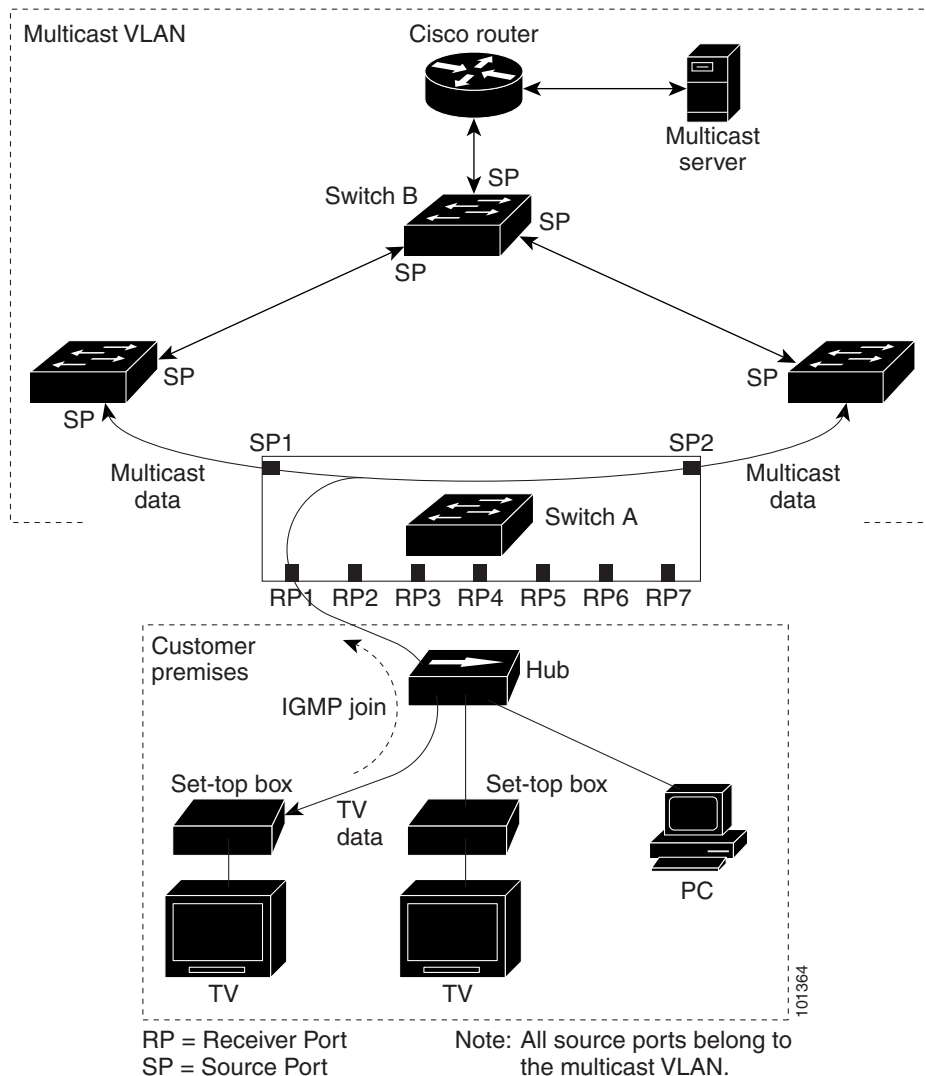 Multicast VLAN
Cisco router
Multicast
server
SP
Switch B
SP
SP
SP
SP
SP
SP1
SP2
Multicast
data
Multicast
data
Switch A
RP1 RP2 RP3 RP4 RP5 RP6 RP7
Customer
premises
Hub
IGMP join
Set-top box
Set-top box
TV
data
PC
TV
TV
101364
RP = Receiver Port
SP = Source Port
Note: All source ports belong to
the multicast VLAN.